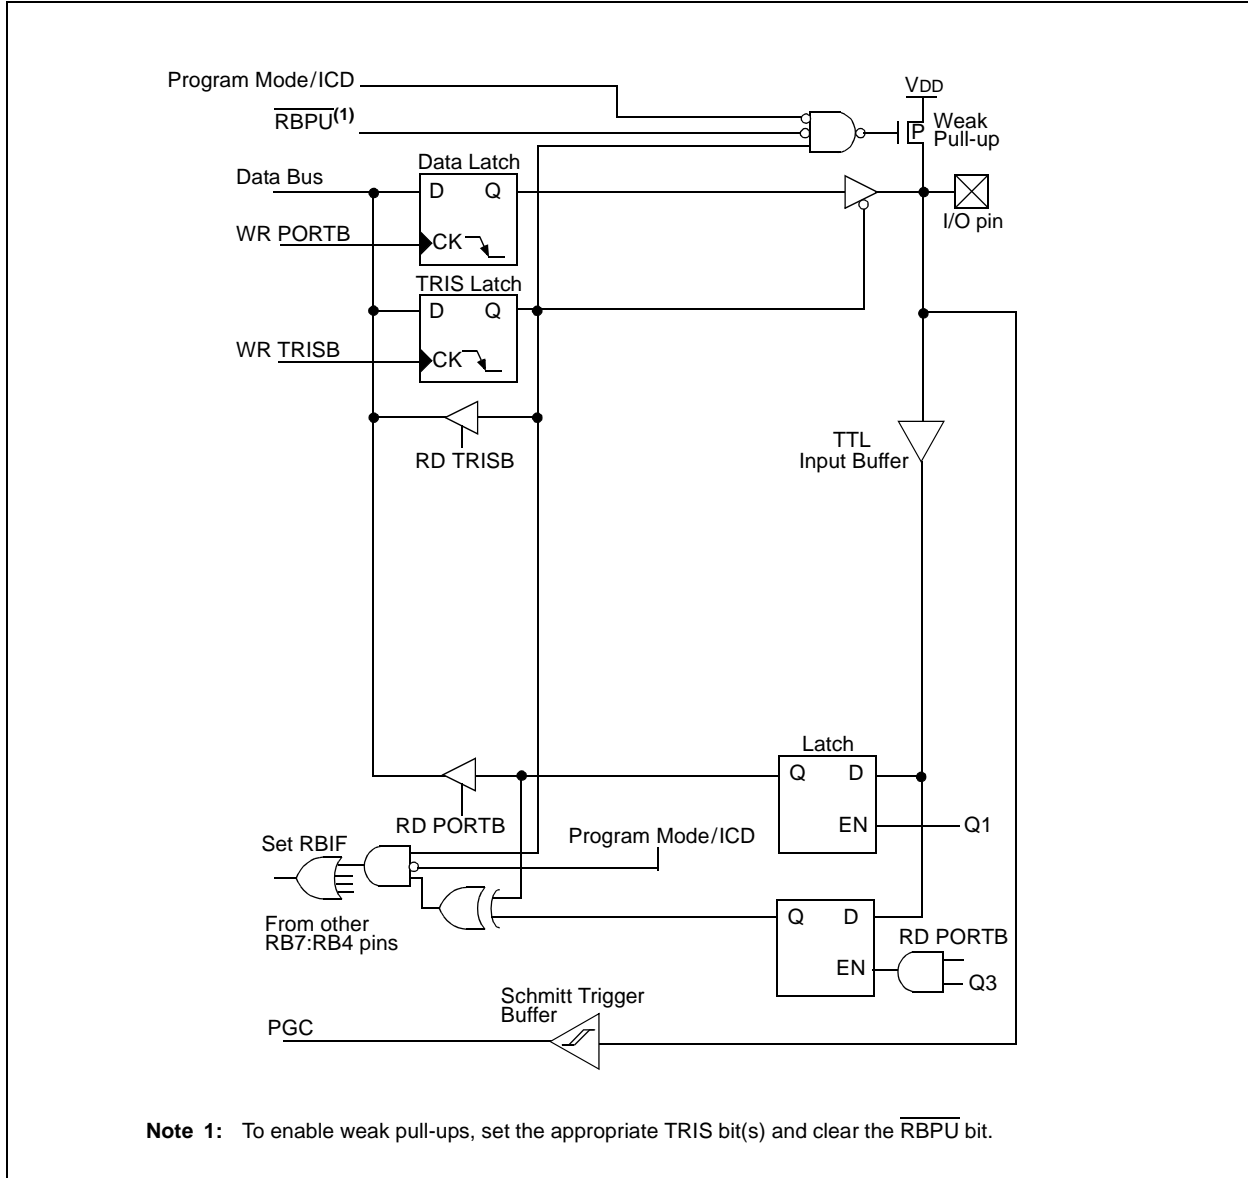 Program Mode/ICD
VDD
RBPU(1)
Weak
Pull-up
P
Data Latch
Data Bus
D Q
I/O pin
WR PORTB
CK
TRIS Latch
D Q
WR TRISB
CK
RD TRISB
TTL
Input Buffer
Latch
Q D
RD PORTB
EN
Q1
Program Mode/ICD
Set RBIF
From other
RB7:RB4 pins
Q D
RD PORTB
EN
Q3
Schmitt Trigger
Buffer
PGC
Note 1: To enable weak pull-ups, set the appropriate TRIS bit(s) and clear the RBPU bit.